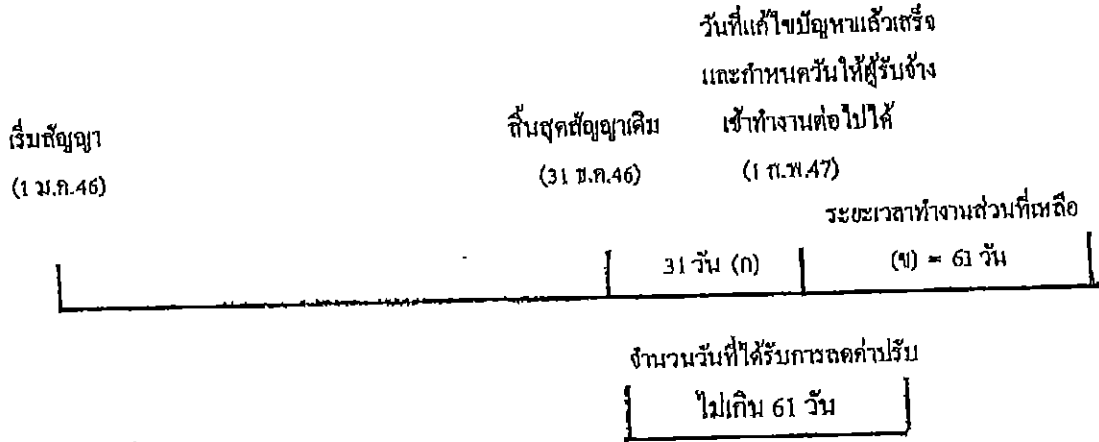 วันที่แก้ไขปัญหาแล้วเสร็จ
และกำหนดวันให้ผู้รับจ้าง
เริ่มสัญญา
สิ้นสุดสัญญาเดิม
เข้าทำงานต่อไปได้
(1 ม.ค.46)
(31 ธ.ค.46)
(1 ก.พ.47)
ระยะเวลาทำงานส่วนที่เหลือ
31 วัน (ก)
(ข) = 61 วัน
จำนวนวันที่ได้รับการลดค่าปรับ
ไม่เกิน 61 วัน